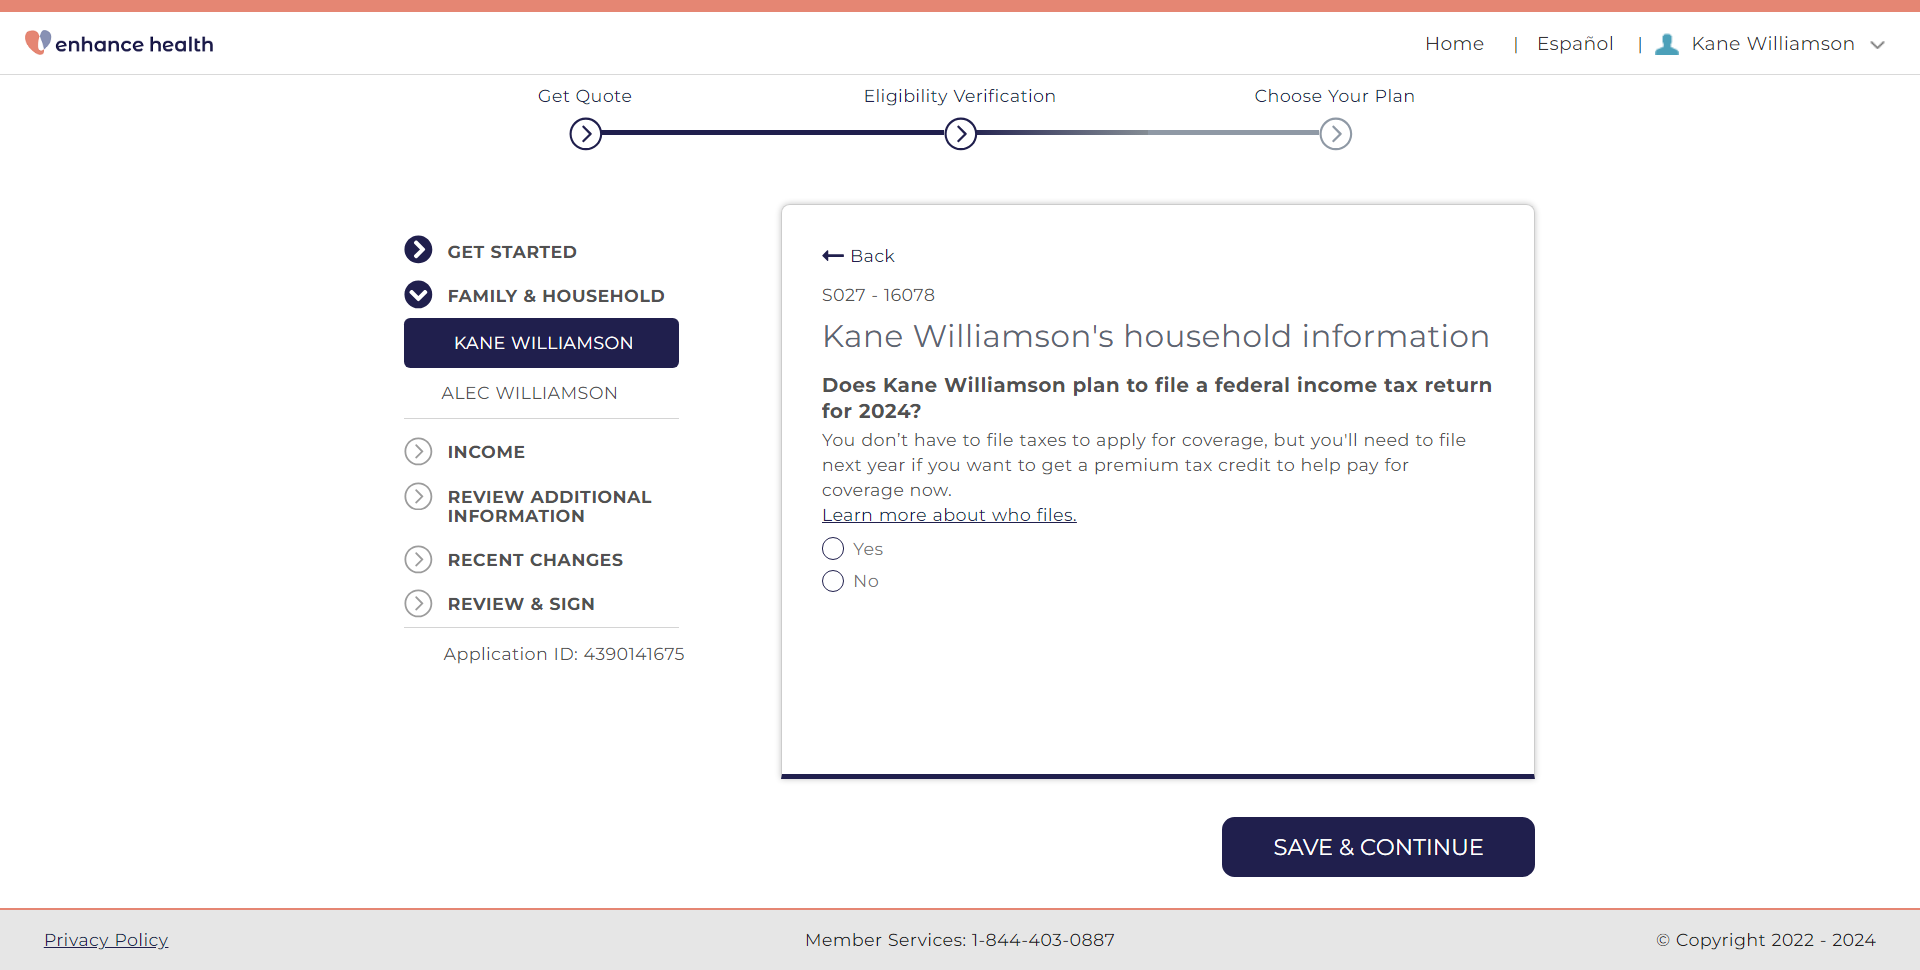 enhance health
Home | Español | Kane Williamson
Get Quote
Eligibility Verification
Choose Your Plan
GET STARTED
FAMILY & HOUSEHOLD
KANE WILLIAMSON
ALEC WILLIAMSON
INCOME
REVIEW ADDITIONAL
INFORMATION
RECENT CHANGES
REVIEW & SIGN
Application ID: 4390141675
Back
S027 - 16078
Kane Williamson's household information
Does Kane Williamson plan to file a federal income tax return
for 2024?
You don’t have to file taxes to apply for coverage, but you'll need to file
next year if you want to get a premium tax credit to help pay for
coverage now.
Learn more about who files.
Yes
No
SAVE & CONTINUE
Privacy Policy
Member Services: 1-844-403-0887
© Copyright 2022 - 2024